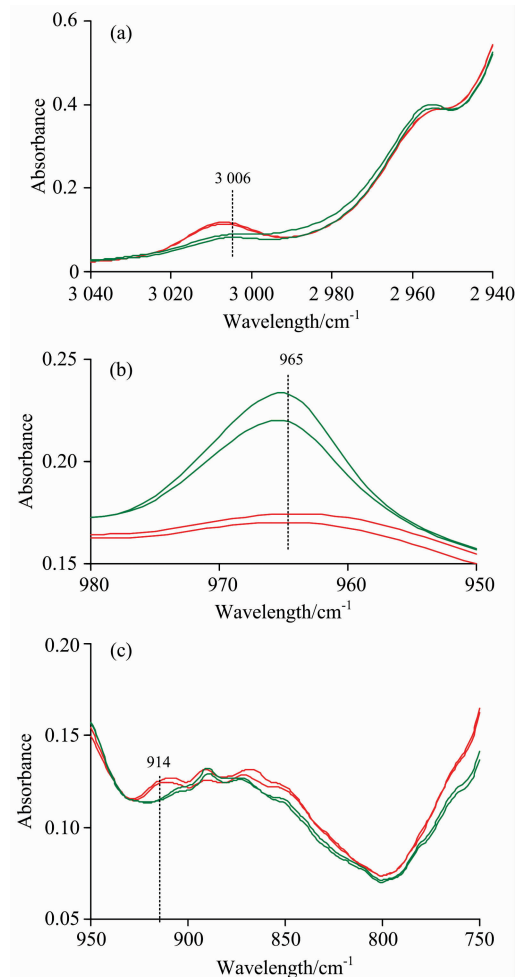 (a)
0.6
0.4
0.2
0
Absorbance
3 006
3 040 3 020 3 000 2 980 2 960 2 940
Wavelength/cm⁻¹
(b)
965
0.25
0.20
0.15
Absorbance
980 970 960 950
Wavelength/cm⁻¹
(c)
0.20
0.15
0.10
0.05
Absorbance
914
950 900 850 800 750
Wavelength/cm⁻¹